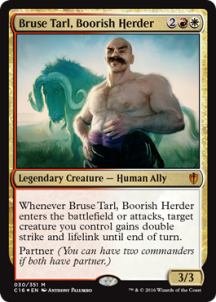 Bruse Tarl, Boorish Herder 2
Legendary Creature — Human Ally
Whenever Bruse Tarl, Boorish Herder
enters the battlefield or attacks, target
creature you control gains double
strike and lifelink until end of turn.
Partner (You can have two commanders
if both have partner.)
3/3
030/351 M
C16 ★ EN Anthony Palumbo
™ & © 2016 Wizards of the Coast